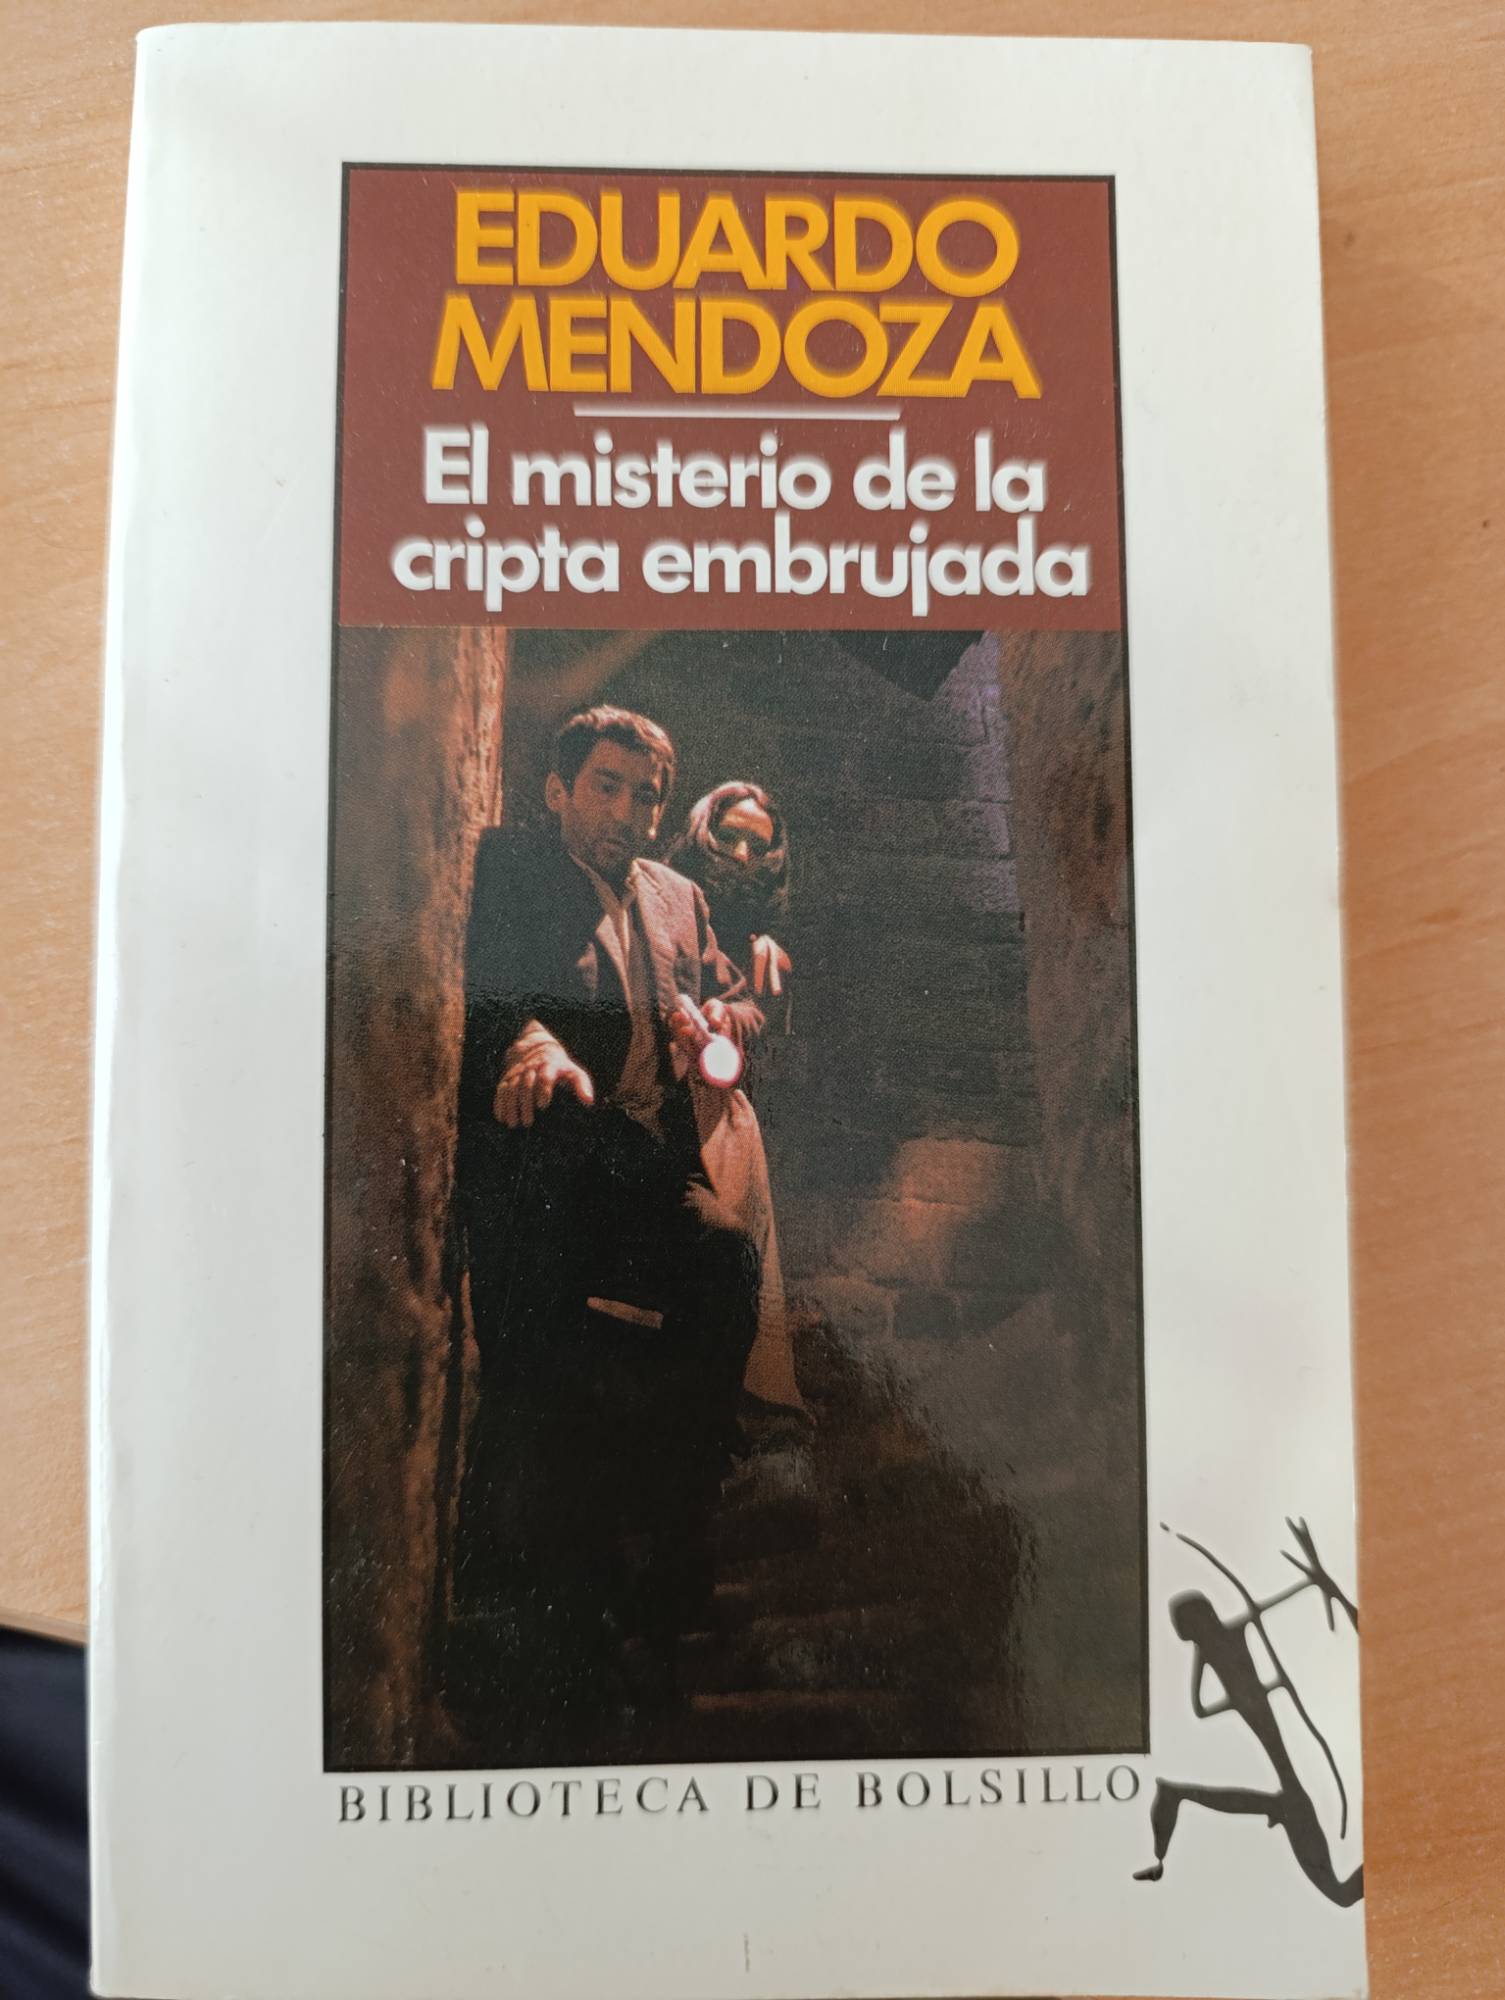 EDUARDO
MENDOZA
El misterio de la
cripta embrujada
BIBLIOTECA DE BOLSILLO